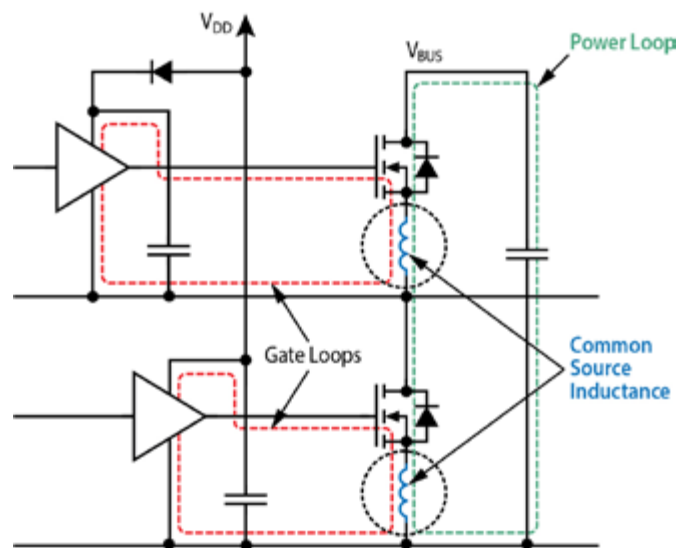 VDD
VBUS
Power Loop
Gate Loops
Common
Source
Inductance